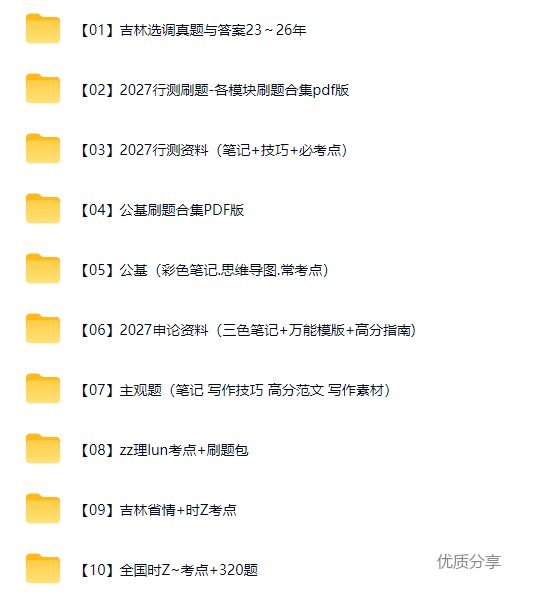 【01】吉林选调真题与答案23~26年
【02】2027行测刷题-各模块刷题合集pdf版
【03】2027行测资料（笔记+技巧+必考点）
【04】公基刷题合集PDF版
【05】公基（彩色笔记.思维导图.常考点）
【06】2027申论资料（三色笔记+万能模版+高分指南）
【07】主观题（笔记 写作技巧 高分范文 写作素材）
【08】zz理lun考点+刷题包
【09】吉林省情+时Z考点
【10】全国时Z~考点+320题
优质分享